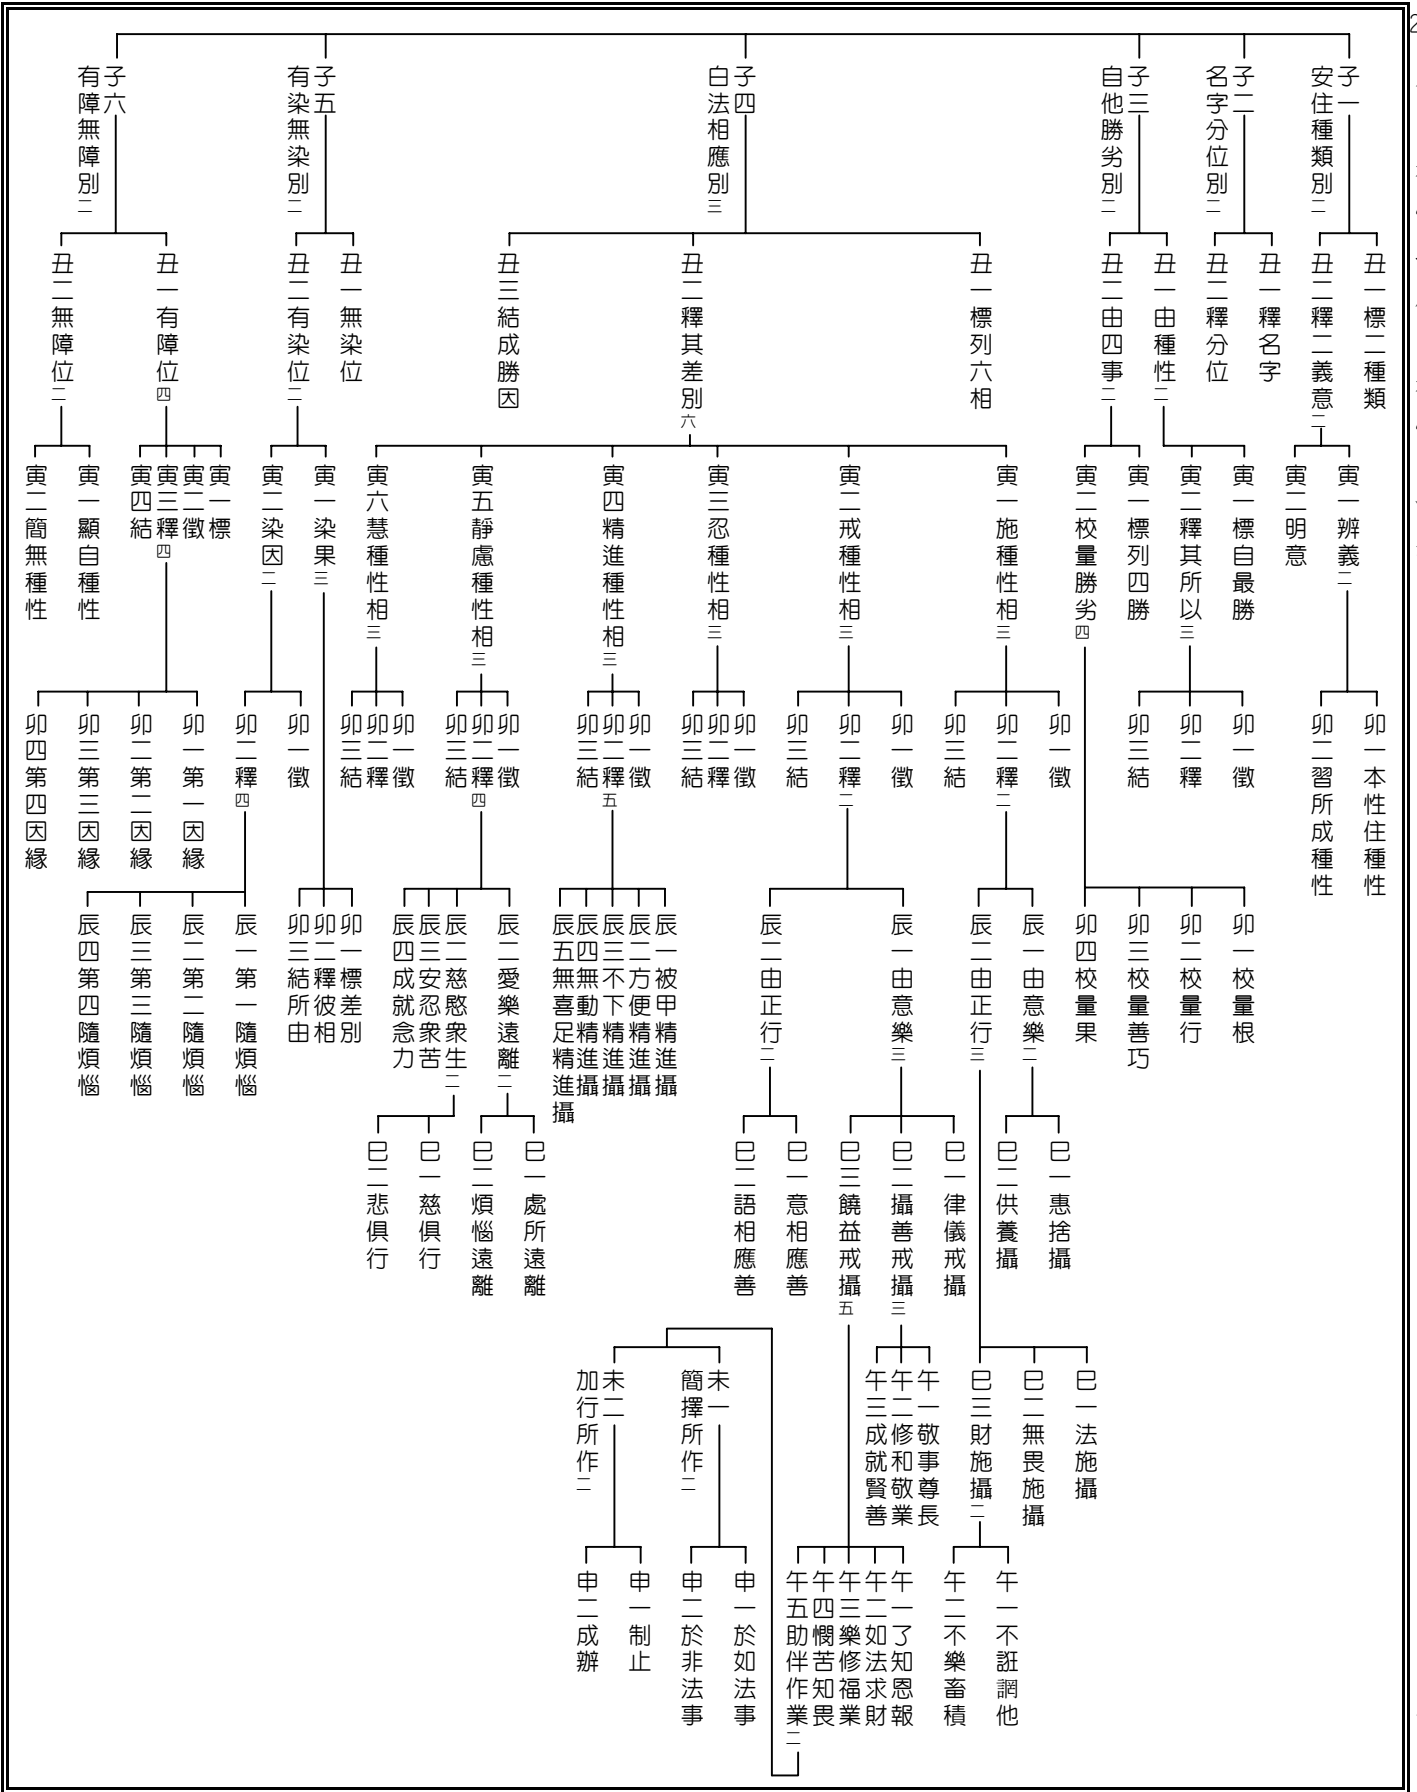 子一
安住種類別二
子二
名字分位別二
子三
自他勝劣別二
子四
白法相應別三
子五
有染無染別二
子六
有障無障別二
丑一標二種類
丑二釋二義意二
丑一釋名字
丑二釋分位
丑一由種性二
丑二由四事二
丑一標列六相
丑二釋其差別六
丑三結成勝因
丑一無染位
丑二有染位二
丑一有障位四
丑二無障位二
寅一辨義二
寅二明意
寅一標自最勝
寅二釋其所以三
寅一標列四勝
寅二校量勝劣四
寅一施種性相三
寅二戒種性相三
寅三忍種性相三
寅四精進種性相三
寅五靜慮種性相三
寅六慧種性相三
寅一染果三
寅二染因二
寅一標
寅二徵
寅三釋四
寅四結
寅一顯自種性
寅二簡無種性
卯一本性住種性
卯二習所成種性
卯一徵
卯二釋
卯三結
卯一徵
卯二釋二
卯三結
卯一徵
卯二釋二
卯三結
卯一徵
卯二釋
卯三結
卯一徵
卯二釋五
卯三結
卯一徵
卯二釋四
卯三結
卯一徵
卯二釋
卯三結
卯一徵
卯二釋四
卯一第一因緣
卯二第二因緣
卯三第三因緣
卯四第四因緣
卯一校量根
卯二校量行
卯三校量善巧
卯四校量果
辰一由意樂二
辰二由正行三
辰一由意樂三
辰二由正行二
辰一被甲精進攝
辰二方便精進攝
辰三不下精進攝
辰四無動精進攝
辰五無喜足精進攝
辰二愛樂遠離二
辰二慈愍衆生二
辰三安忍衆苦
辰四成就念力
卯一標差別
卯二釋彼相
卯三結所由
辰一第一隨煩惱
辰二第二隨煩惱
辰三第三隨煩惱
辰四第四隨煩惱
巳一惠捨攝
巳二供養攝
巳一律儀戒攝
巳二攝善戒攝三
巳三饒益戒攝五
巳一意相應善
巳二語相應善
巳一處所遠離
巳二煩惱遠離
巳一慈俱行
巳二悲俱行
巳一法施攝
巳二無畏施攝
巳三財施攝二
午一敬事尊長
午二修和敬業
午三成就賢善
未一
簡擇所作二
未二
加行所作二
午一不誑誷他
午二不樂畜積
午一了知恩報
午二如法求財
午三樂修福業
午四憫苦知畏
午五助伴作業二
申一於如法事
申二於非法事
申一制止
申二成辦